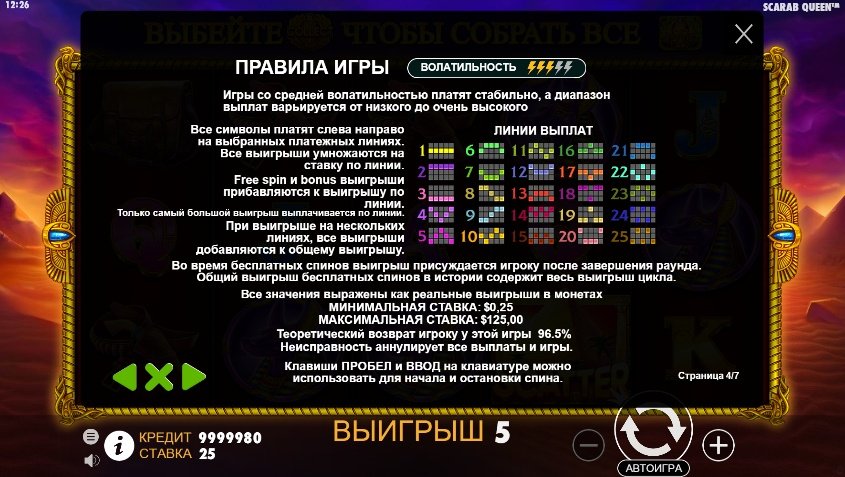 12:26
SCARAB QUEEN™
ВЫБЕЙТЕ COLLECT ЧТОБЫ СОБРАТЬ ВСЕ
ПРАВИЛА ИГРЫ ВОЛАТИЛЬНОСТЬ
Игры со средней волатильностью платят стабильно, а диапазон
выплат варьируется от низкого до очень высокого
Все символы платят слева направо
на выбранных платежных линиях.
Все выигрыши умножаются на
ставку по линии.
Free spin и bonus выигрыши
прибавляются к выигрышу по
линии.
Только самый большой выигрыш выплачивается по линии.
При выигрыше на нескольких
линиях, все выигрыши
добавляются к общему выигрышу.
ЛИНИИ ВЫПЛАТ
1 6 11 16 21
2 7 12 17 22
3 8 13 18 23
4 9 14 19 24
5 10 15 20 25
Во время бесплатных спинов выигрыш присуждается игроку после завершения раунда.
Общий выигрыш бесплатных спинов в истории содержит весь выигрыш цикла.
Все значения выражены как реальные выигрыши в монетах
МИНИМАЛЬНАЯ СТАВКА: $0,25
МАКСИМАЛЬНАЯ СТАВКА: $125,00
Теоретический возврат игроку у этой игры 96.5%
Неисправность аннулирует все выплаты и игры.
Клавиши ПРОБЕЛ и ВВОД на клавиатуре можно
использовать для начала и остановки спина.
Страница 4/7
J
K
SCATTER
КРЕДИТ 9999980
СТАВКА 25
ВЫИГРЫШ 5
АВТОИГРА